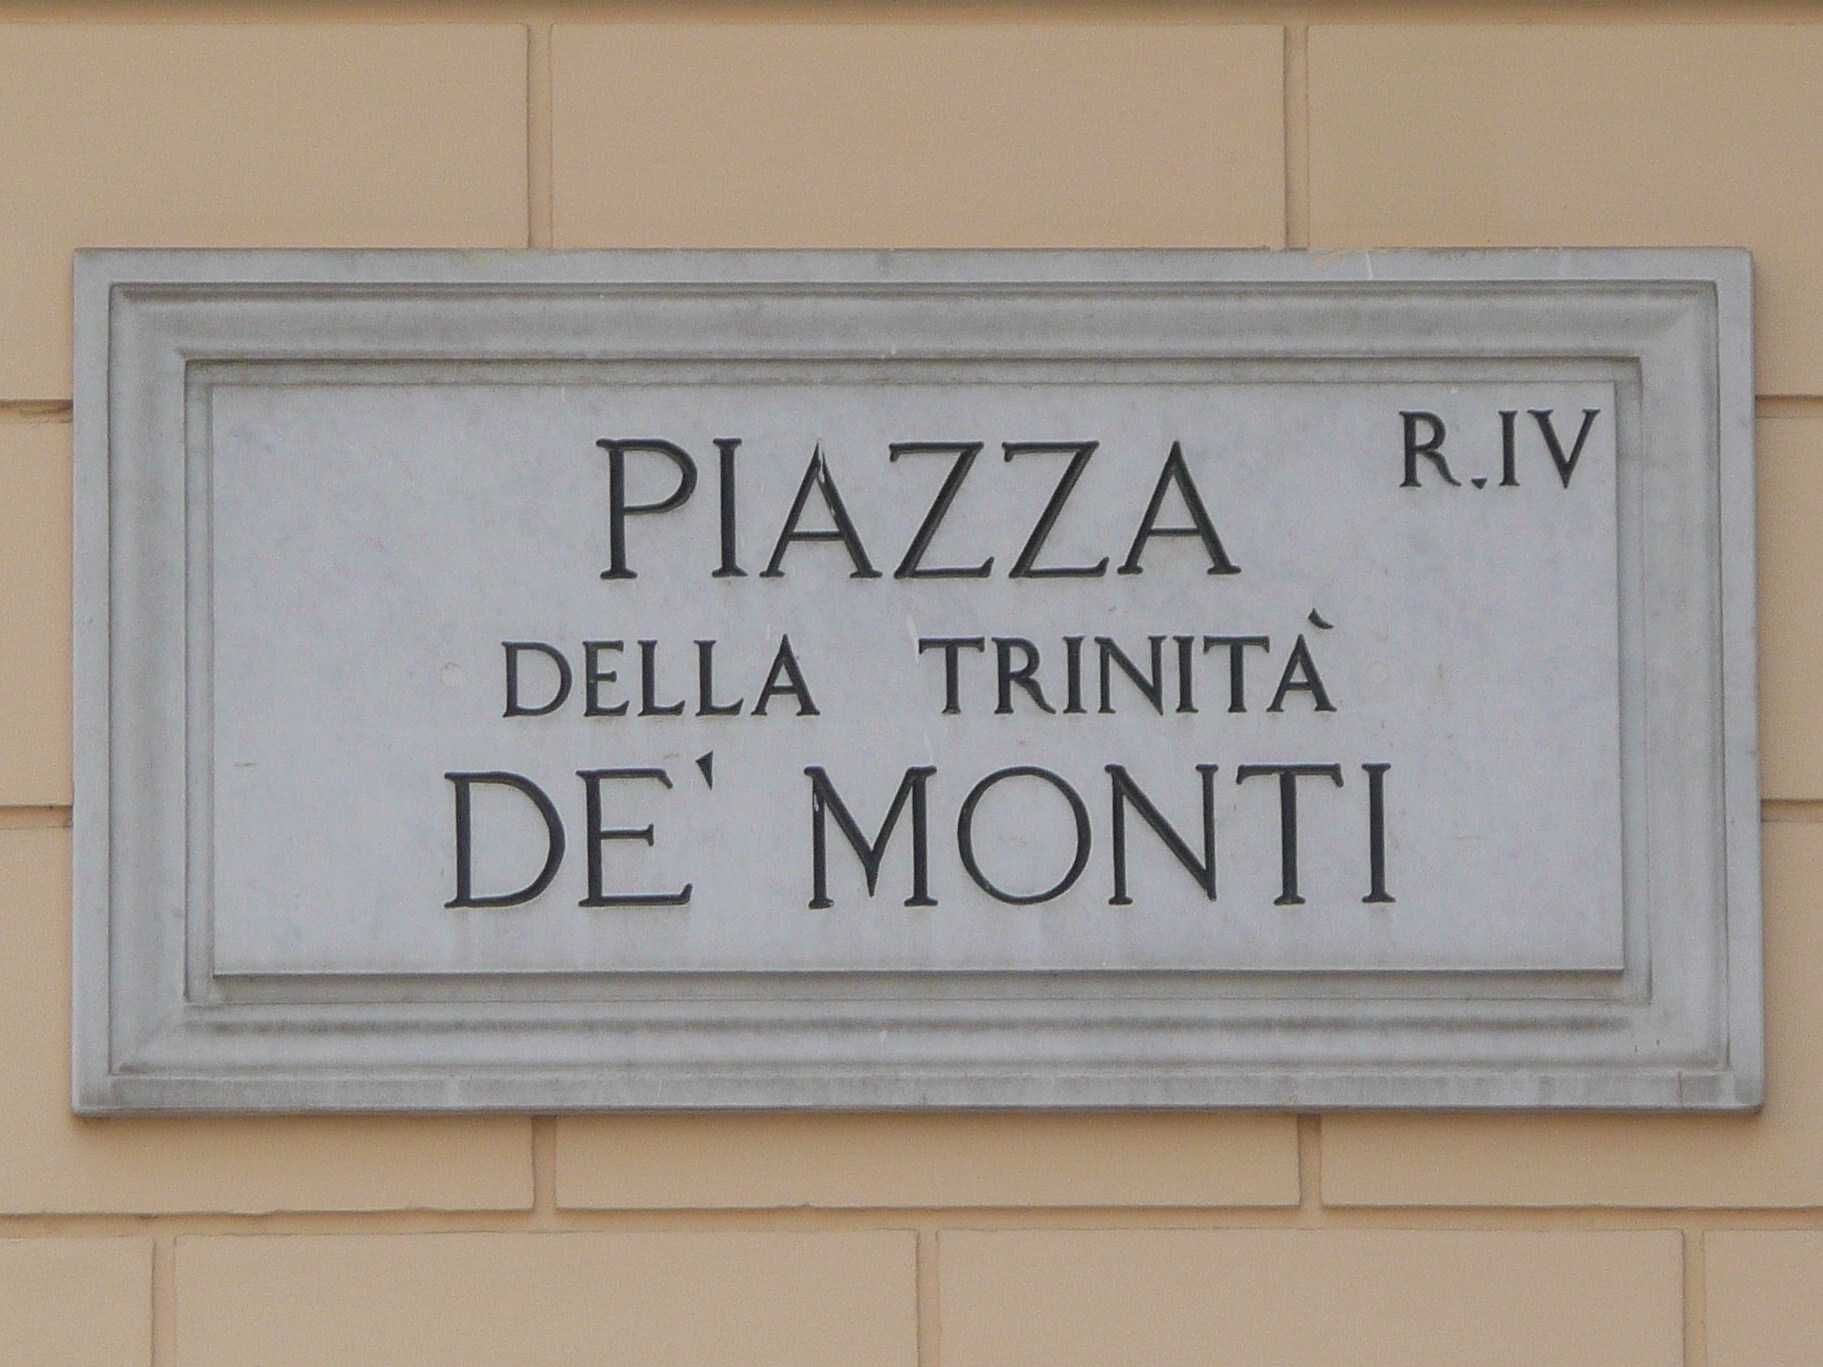 R.IV
PIAZZA
DELLA TRINITÀ
DE' MONTI